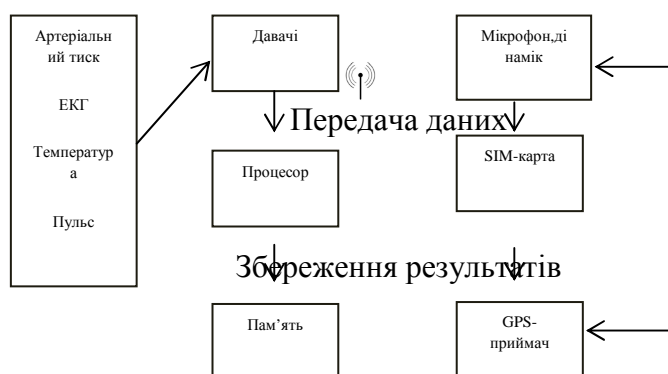 Артеріальн
ий тиск
ЕКГ
Температур
а
Пульс
Давачі
Мікрофон,ді
намік
Передача даних
Процесор
SIM-карта
Збереження результатів
Пам’ять
GPS-
приймач